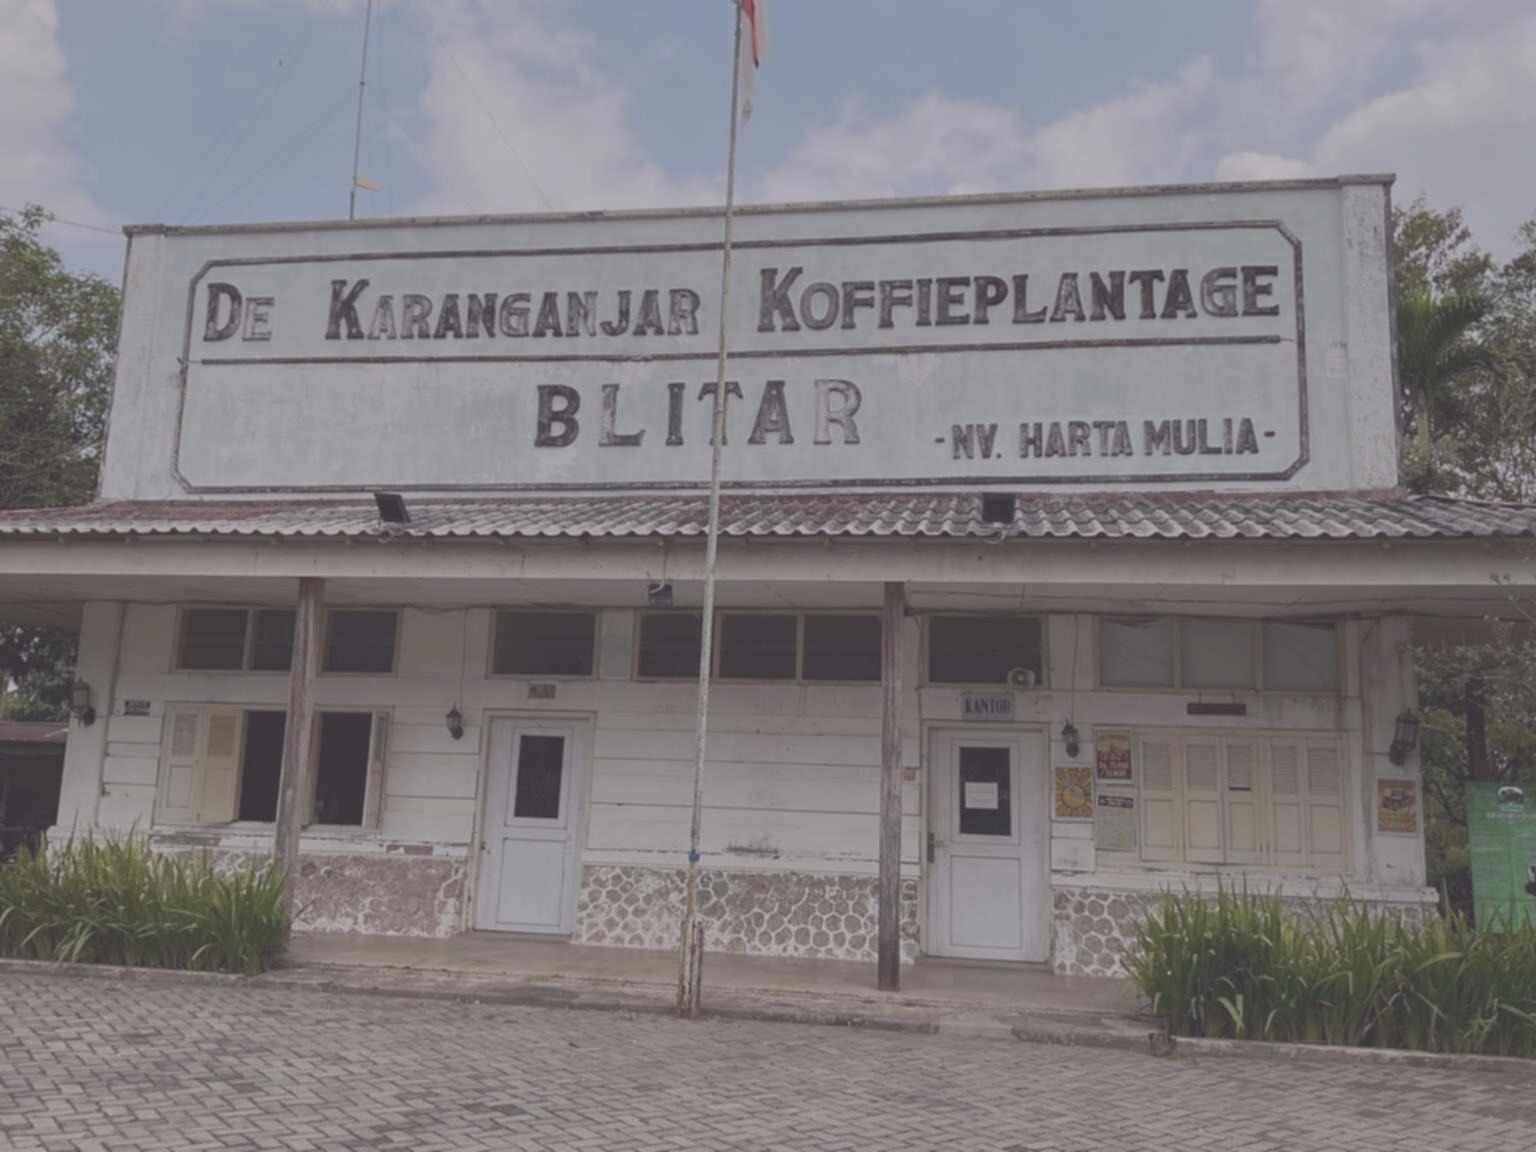 DE KARANGANJAR KOFFIEPLANTAGE
BLITAR
-NV. HARTA MULIA-
KANTOR